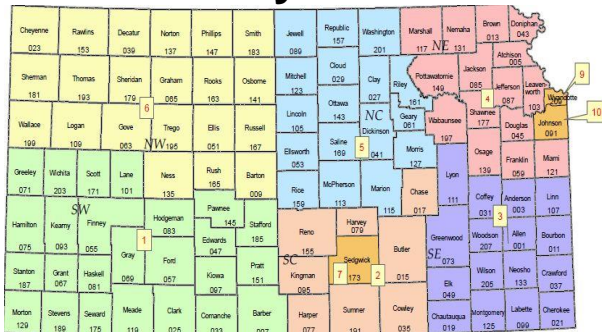 Cheyenne 023
Rawlins 153
Decatur 039
Norton 137
Phillips 147
Smith 183
Jewell 089
Republic 157
Washington 201
Marshall 117
Nemaha 131
Brown 013
Doniphan 043
NE
Sherman 181
Thomas 193
Sheridan 179
Graham 065
Rooks 163
Osborne 141
Mitchell 123
Cloud 029
Clay 027
Riley 161
Pottawatomie 149
Jackson 085
Atchison 005
Jefferson 087
Leavenworth 103
Wyandotte
9
6
4
Ottawa 143
NC
Geary 061
Wabaunsee 197
Shawnee 177
Douglas 045
Johnson 091
10
Wallace 199
Logan 109
Gove 063
NW
Trego 195
Ellis 051
Russell 167
Lincoln 105
Saline 169
Dickinson 041
5
Ellsworth 053
Morris 127
Osage 139
Franklin 059
Miami 121
Greeley 071
Wichita 203
Scott 171
Lane 101
Ness 135
Rush 165
Barton 009
Rice 159
McPherson 113
Marion 115
Chase 017
Lyon 111
Coffey 031
Anderson 003
Linn 107
3
SW
Hamilton 075
Kearny 093
Finney 055
Hodgeman 083
Pawnee 145
Stafford 185
Edwards 047
Reno 155
Harvey 079
Butler 015
Greenwood 073
Woodson 207
Allen 001
Bourbon 011
1
Gray 069
Ford 057
Kiowa 097
Pratt 151
SC
Kingman 095
7
Sedgwick 173
2
SE
Elk 049
Wilson 205
Neosho 133
Crawford 037
Stanton 187
Grant 067
Haskell 081
Morton 129
Stevens 189
Seward 175
Meade 119
Clark 025
Comanche 033
Barber 007
Harper 077
Sumner 191
Cowley 035
Chautauqua 019
Montgomery 125
Labette 099
Cherokee 021